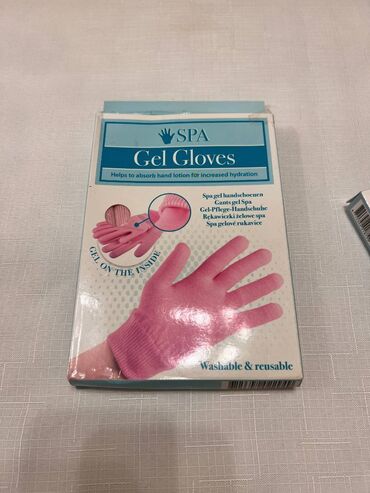 SPA
Gel Gloves
Helps to absorb hand lotion for increased hydration
Spa gel handschoenen
Gants gel Spa
Gel-Pflege-Handschuhe
Rękawiczki żelowe spa
Spa gelové rukavice
GEL ON THE INSIDE
Washable & reusable